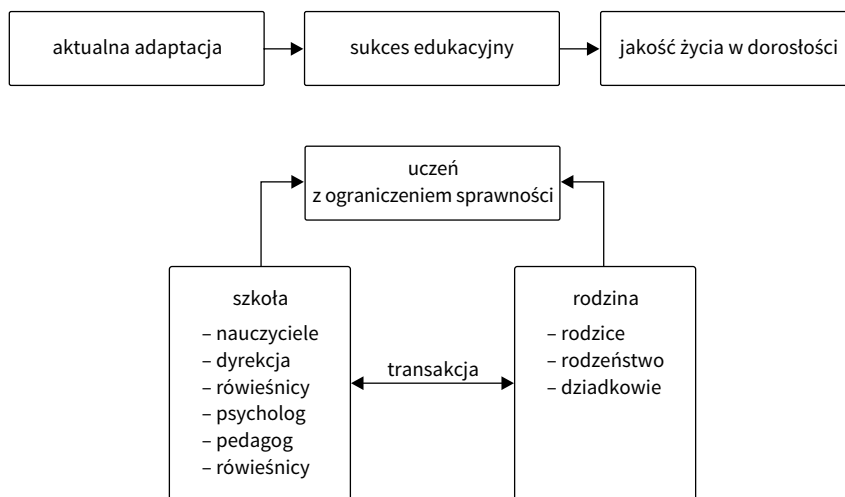 aktualna adaptacja
sukces edukacyjny
jakość życia w dorosłości
uczeń
z ograniczeniem sprawności
szkoła
– nauczyciele
– dyrekcja
– rówieśnicy
– psycholog
– pedagog
– rówieśnicy
transakcja
rodzina
– rodzice
– rodzeństwo
– dziadkowie